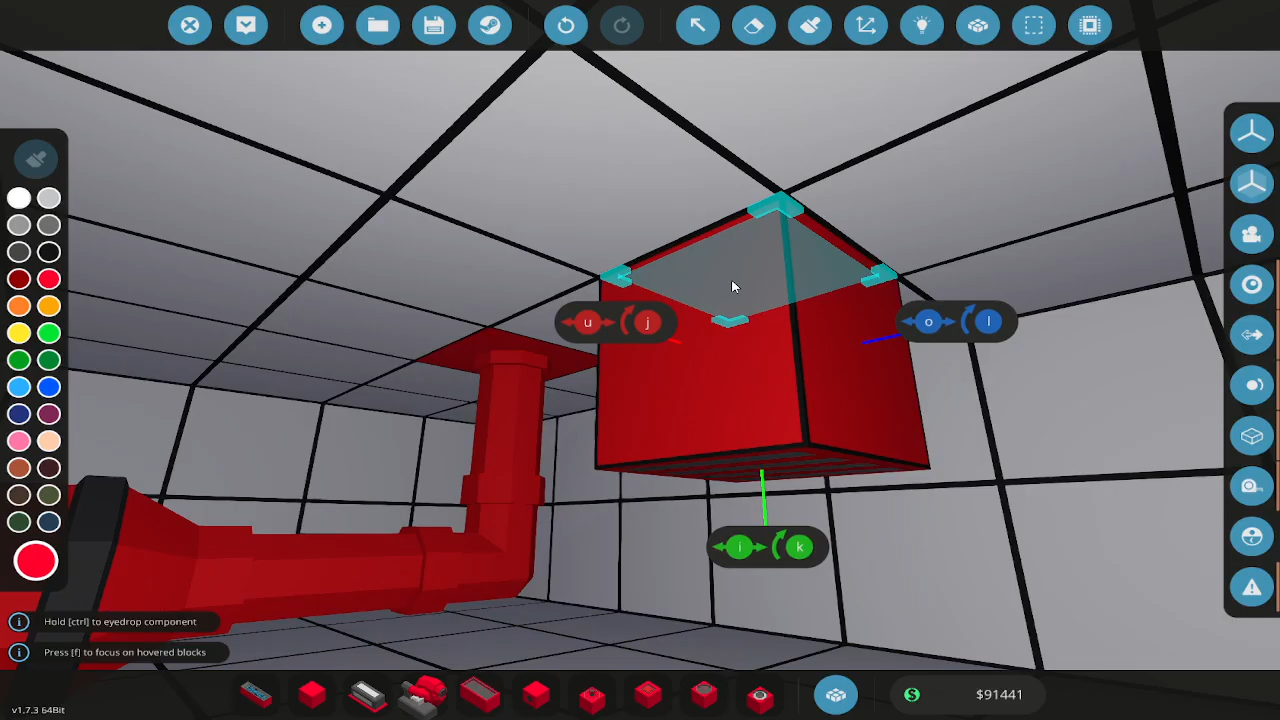 u j
o l
i k
Hold [ctrl] to eyedrop component
Press [f] to focus on hovered blocks
$ $91441
v1.7.3 64Bit